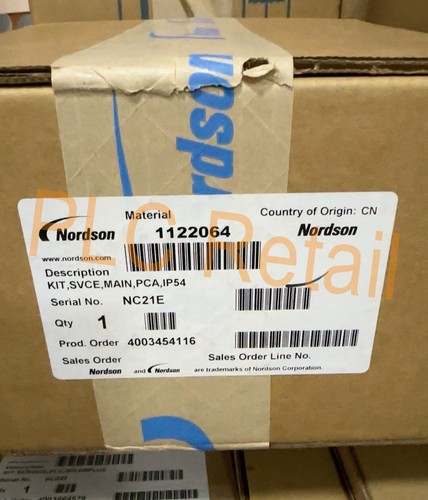 Nordson
Material
1122064
Country of Origin: CN
Nordson
Nordson
www.nordson.com
Description
KIT,SVCE,MAIN,PCA,IP54
Serial No. NC21E
Qty 1
Prod. Order 4003454116
Sales Order
Sales Order Line No.
Nordson and Nordson are trademarks of Nordson Corporation.
PLC Retail
1